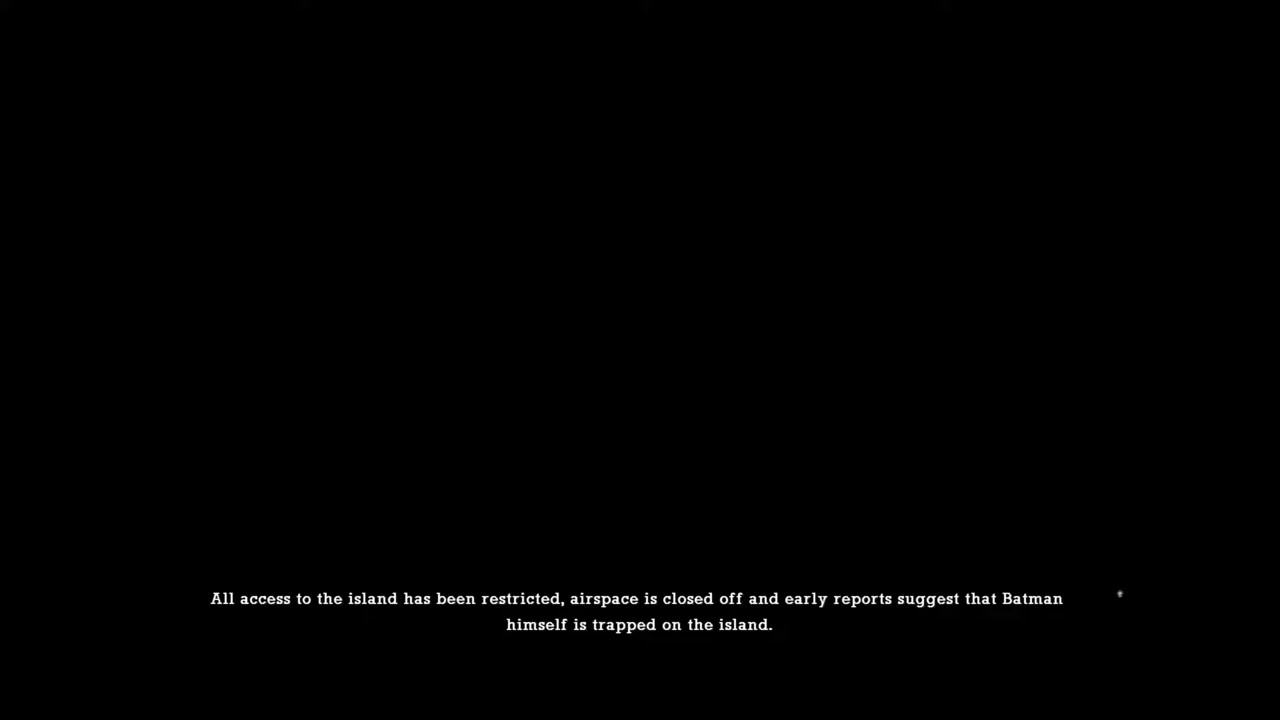 All access to the island has been restricted, airspace is closed off and early reports suggest that Batman
himself is trapped on the island.